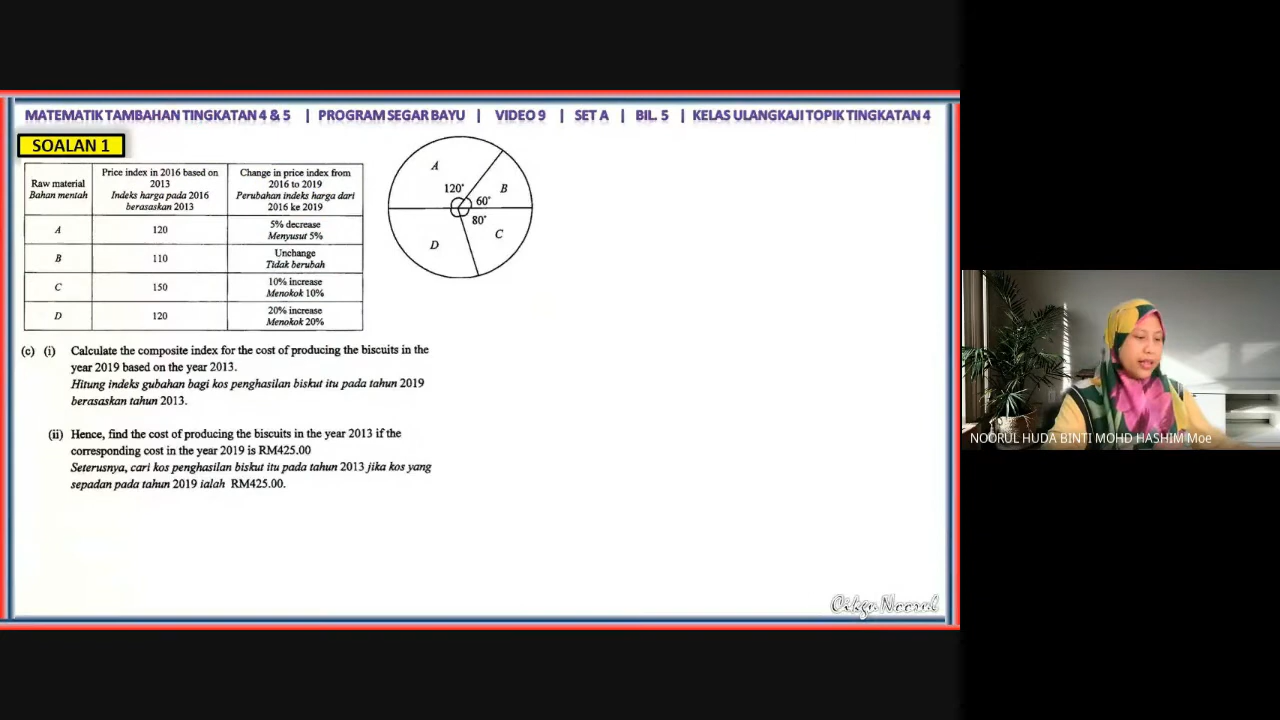 MATEMATIK TAMBAHAN TINGKATAN 4 & 5 | PROGRAM SEGAR BAYU | VIDEO 9 | SET A | BIL. 5 | KELAS ULANGKAJI TOPIK TINGKATAN 4
SOALAN 1
Raw material
Bahan mentah
Price index in 2016 based on
2013
Indeks harga pada 2016
berasaskan 2013
Change in price index from
2016 to 2019
Perubahan indeks harga dari
2016 ke 2019
A
120
5% decrease
Menyusut 5%
B
110
Unchange
Tidak berubah
C
150
10% increase
Menokok 10%
D
120
20% increase
Menokok 20%
A
120°
B
60°
80°
C
D
(c) (i) Calculate the composite index for the cost of producing the biscuits in the
year 2019 based on the year 2013.
Hitung indeks gubahan bagi kos penghasilan biskut itu pada tahun 2019
berasaskan tahun 2013.
(ii) Hence, find the cost of producing the biscuits in the year 2013 if the
corresponding cost in the year 2019 is RM425.00
Seterusnya, cari kos penghasilan biskut itu pada tahun 2013 jika kos yang
sepadan pada tahun 2019 ialah RM425.00.
Cikgu Noorul
NOORUL HUDA BINTI MOHD HASHIM Moe